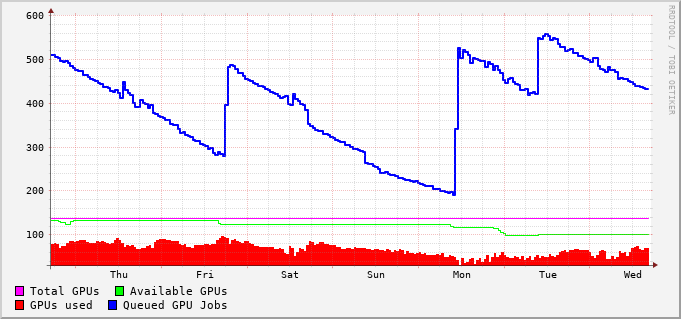 600
500
400
300
200
100
Thu Fri Sat Sun Mon Tue Wed
Total GPUs Available GPUs
GPUs used Queued GPU Jobs
RRDTOOL / TOBI OETIKER